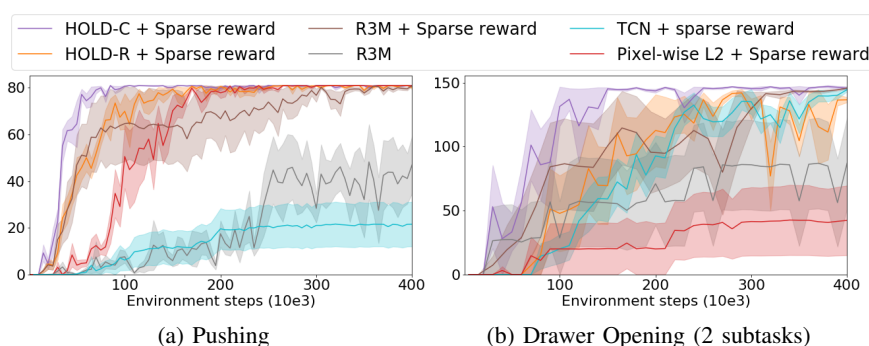 HOLD-C + Sparse reward
R3M + Sparse reward
TCN + sparse reward
HOLD-R + Sparse reward
R3M
Pixel-wise L2 + Sparse reward
80
60
40
20
0
100
200
300
400
Environment steps (10e3)
(a) Pushing
150
100
50
0
100
200
300
400
Environment steps (10e3)
(b) Drawer Opening (2 subtasks)